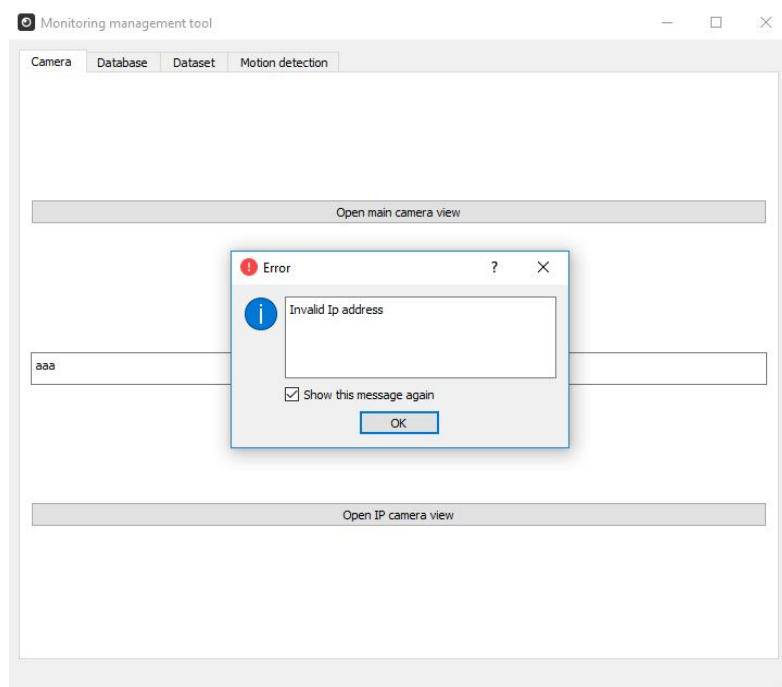 Monitoring management tool
Camera Database Dataset Motion detection
Open main camera view
Error ?
Invalid Ip address
aaa
Show this message again
OK
Open IP camera view